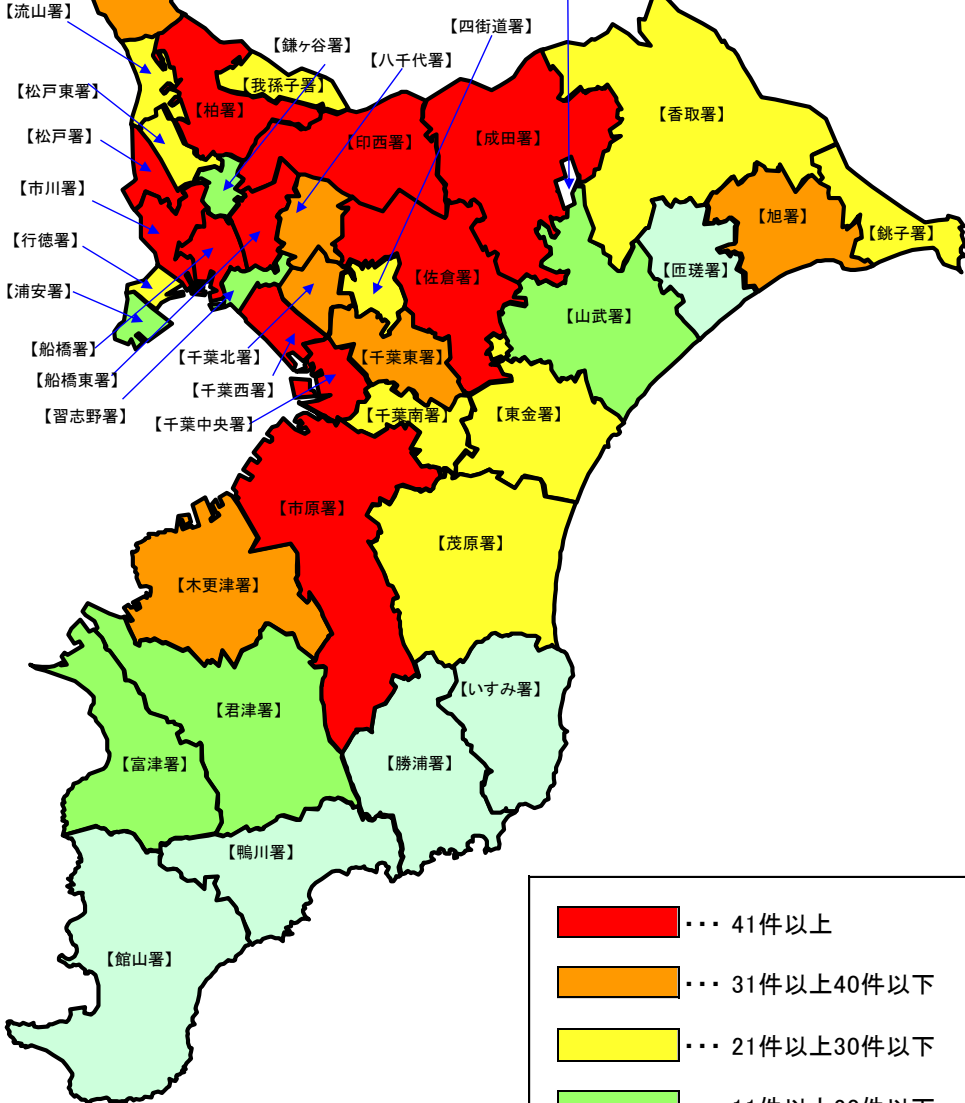 【流山署】
【四街道署】
【鎌ヶ谷署】
【八千代署】
【我孫子署】
【松戸東署】
【柏署】
【香取署】
【松戸署】
【印西署】
【成田署】
【市川署】
【旭署】
【行徳署】
【銚子署】
【匝瑳署】
【佐倉署】
【浦安署】
【山武署】
【船橋署】
【千葉北署】
【千葉東署】
【船橋東署】
【千葉西署】
【習志野署】
【千葉中央署】
【千葉南署】
【東金署】
【市原署】
【茂原署】
【木更津署】
【いすみ署】
【君津署】
【富津署】
【勝浦署】
【鴨川署】
【館山署】
・・・ 41件以上
・・・ 31件以上40件以下
・・・ 21件以上30件以下